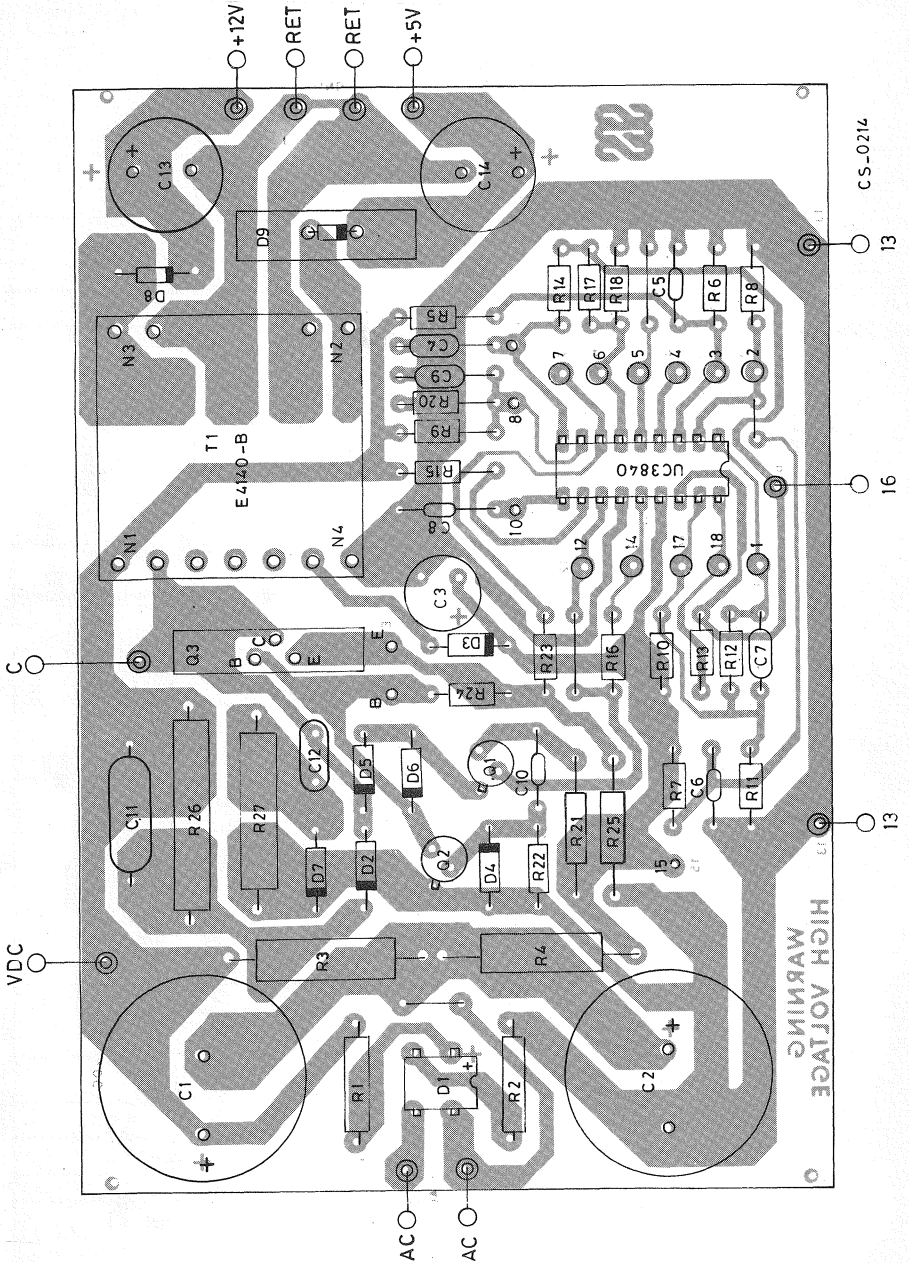 +12V
RET
RET
+5V
CS-0214
C13
C14
D9
D8
13
R14
R17
R18
C5
R6
R8
N3
N2
R5
C4
C9
R20
R9
R15
C8
7
6
5
4
3
2
8
T1
E4140-B
UC3840
16
10
N1
N4
12
14
17
18
1
C3
C
Q3
B
C
E
E
B
D3
R24
R23
R16
R10
R13
R12
C7
C11
R26
R27
C12
D5
D6
Q1
C10
R7
C6
R11
D7
D2
Q2
D4
R22
R21
R25
15
13
VDC
R3
R4
HIGH VOLTAGE
WARNING
C1
R1
D1
R2
C2
AC
AC